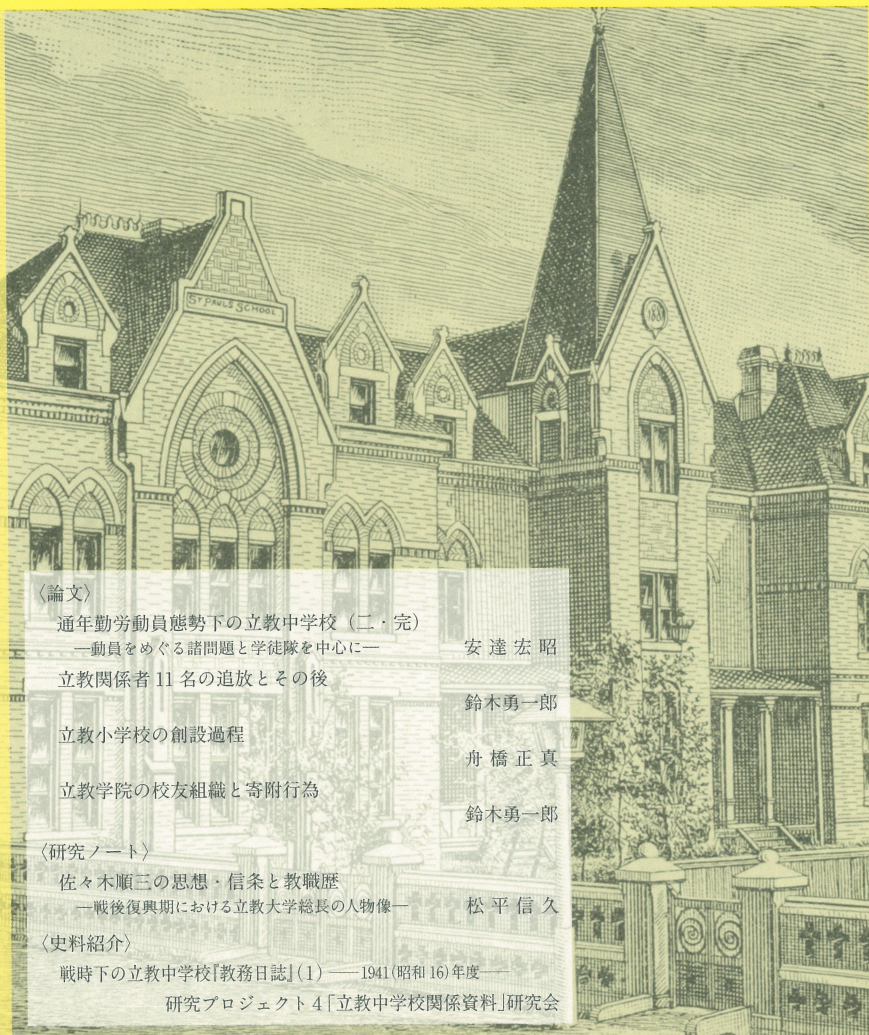 ST PAULS SCHOOL
〈論文〉
通年勤労動員態勢下の立教中学校（二・完）
―動員をめぐる諸問題と学徒隊を中心に―
安達宏昭
立教関係者 11 名の追放とその後
鈴木勇一郎
立教小学校の創設過程
舟橋正真
立教学院の校友組織と寄附行為
鈴木勇一郎
〈研究ノート〉
佐々木順三の思想・信条と教職歴
―戦後復興期における立教大学総長の人物像―
松平信久
〈史料紹介〉
戦時下の立教中学校『教務日誌』(1) ――1941(昭和 16)年度――
研究プロジェクト 4「立教中学校関係資料」研究会